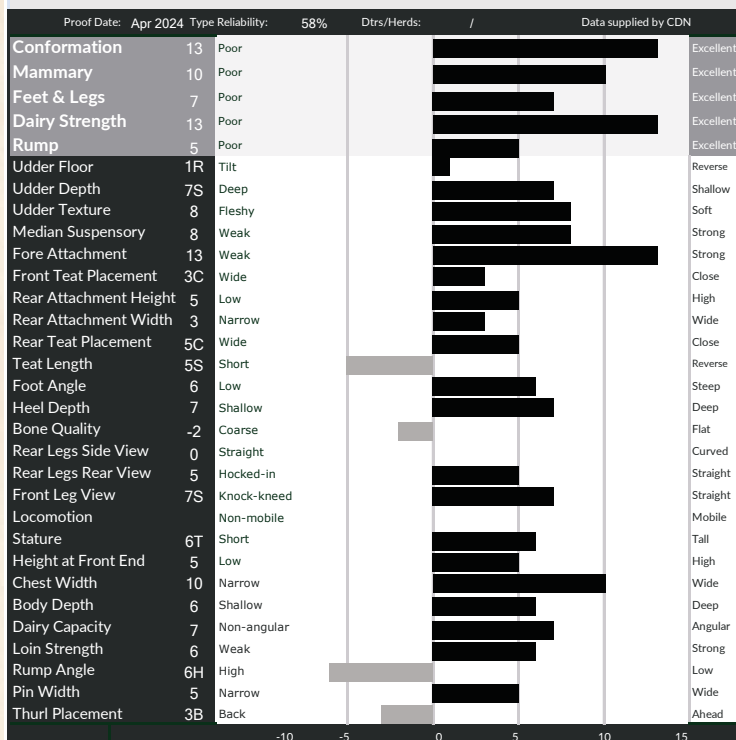 Proof Date: Apr 2024 Type Reliability: 58% Dtrs/Herds: / Data supplied by CDN
Conformation 13 Poor Excellent
Mammary 10 Poor Excellent
Feet & Legs 7 Poor Excellent
Dairy Strength 13 Poor Excellent
Rump 5 Poor Excellent
Udder Floor 1R Tilt Reverse
Udder Depth 7S Deep Shallow
Udder Texture 8 Fleshy Soft
Median Suspensory 8 Weak Strong
Fore Attachment 13 Weak Strong
Front Teat Placement 3C Wide Close
Rear Attachment Height 5 Low High
Rear Attachment Width 3 Narrow Wide
Rear Teat Placement 5C Wide Close
Teat Length 5S Short Reverse
Foot Angle 6 Low Steep
Heel Depth 7 Shallow Deep
Bone Quality -2 Coarse Flat
Rear Legs Side View 0 Straight Curved
Rear Legs Rear View 5 Hocked-in Straight
Front Leg View 7S Knock-kneed Straight
Locomotion Non-mobile Mobile
Stature 6T Short Tall
Height at Front End 5 Low High
Chest Width 10 Narrow Wide
Body Depth 6 Shallow Deep
Dairy Capacity 7 Non-angular Angular
Loin Strength 6 Weak Strong
Rump Angle 6H High Low
Pin Width 5 Narrow Wide
Thurl Placement 3B Back Ahead
-10 -5 0 5 10 15